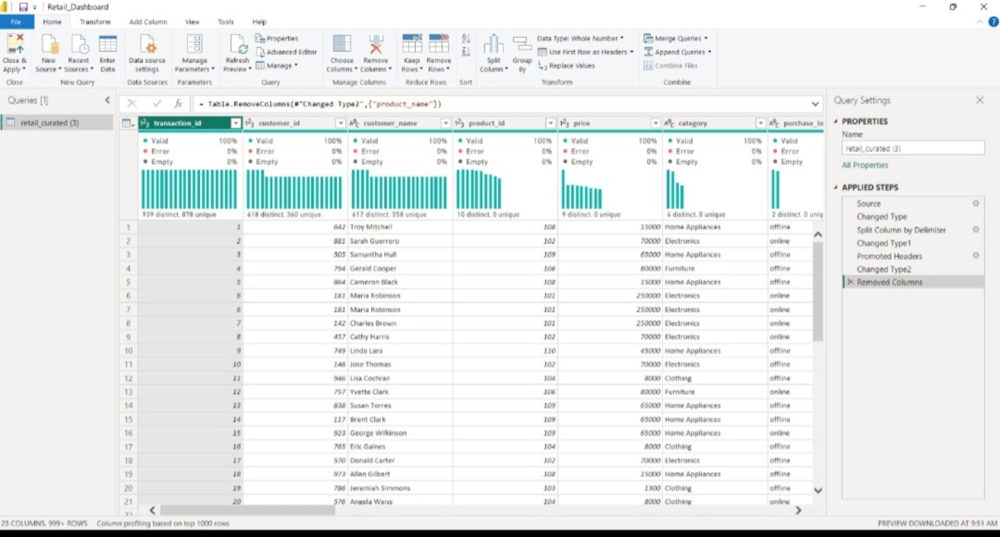 Retail_Dashboard
File Home Transform Add Column View Tools Help
Close & Apply
New Source
Recent Sources
Enter Data
Data source settings
Manage Parameters
Refresh Preview
Properties
Advanced Editor
Manage
Choose Columns
Remove Columns
Keep Rows
Remove Rows
Split Column
Group By
Data Type: Whole Number
Use First Row as Headers
Replace Values
Merge Queries
Append Queries
Combine Files
Close New Query Data Sources Parameters Query Manage Columns Reduce Rows Sort Transform Combine
Queries [1]
retail_curated (3)
= Table.RemoveColumns(#"Changed Type2",{"product_name"})
transaction_id customer_id customer_name product_id price category purchase_lo
Valid 100% Valid 100% Valid 100% Valid 100% Valid 100% Valid 100% Valid
Error 0% Error 0% Error 0% Error 0% Error 0% Error 0% Error
Empty 0% Empty 0% Empty 0% Empty 0% Empty 0% Empty 0% Empty
939 distinct, 878 unique 618 distinct, 360 unique 617 distinct, 358 unique 10 distinct, 0 unique 9 distinct, 0 unique 4 distinct, 0 unique 2 distinct, 0 uniq
1 1 642 Troy Mitchell 108 15000 Home Appliances offline
2 2 881 Sarah Guerrero 102 70000 Electronics online
3 3 505 Samantha Hull 109 65000 Home Appliances offline
4 4 794 Gerald Cooper 106 80000 Furniture offline
5 5 864 Cameron Black 108 15000 Home Appliances offline
6 6 181 Maria Robinson 101 250000 Electronics online
7 6 181 Maria Robinson 101 250000 Electronics online
8 7 142 Charles Brown 101 250000 Electronics online
9 8 457 Cathy Harris 102 70000 Electronics online
10 9 749 Linda Lara 110 45000 Home Appliances offline
11 10 146 Jose Thomas 102 70000 Electronics offline
12 11 946 Lisa Cochran 104 8000 Clothing offline
13 12 757 Yvette Clark 106 80000 Furniture online
14 13 838 Susan Torres 109 65000 Home Appliances offline
15 14 117 Brent Clark 109 65000 Home Appliances offline
16 15 923 George Wilkinson 109 65000 Home Appliances online
17 16 765 Eric Gaines 104 8000 Clothing offline
18 17 570 Donald Carter 102 70000 Electronics offline
19 18 973 Allen Gilbert 108 15000 Home Appliances offline
20 19 786 Jeremiah Simmons 103 1300 Clothing offline
21 20 576 Angela Weiss 104 8000 Clothing online
Query Settings
PROPERTIES
Name
retail_curated (3)
All Properties
APPLIED STEPS
Source
Changed Type
Split Column by Delimiter
Changed Type1
Promoted Headers
Changed Type2
Removed Columns
23 COLUMNS, 999+ ROWS Column profiling based on top 1000 rows PREVIEW DOWNLOADED AT 9:51 AM